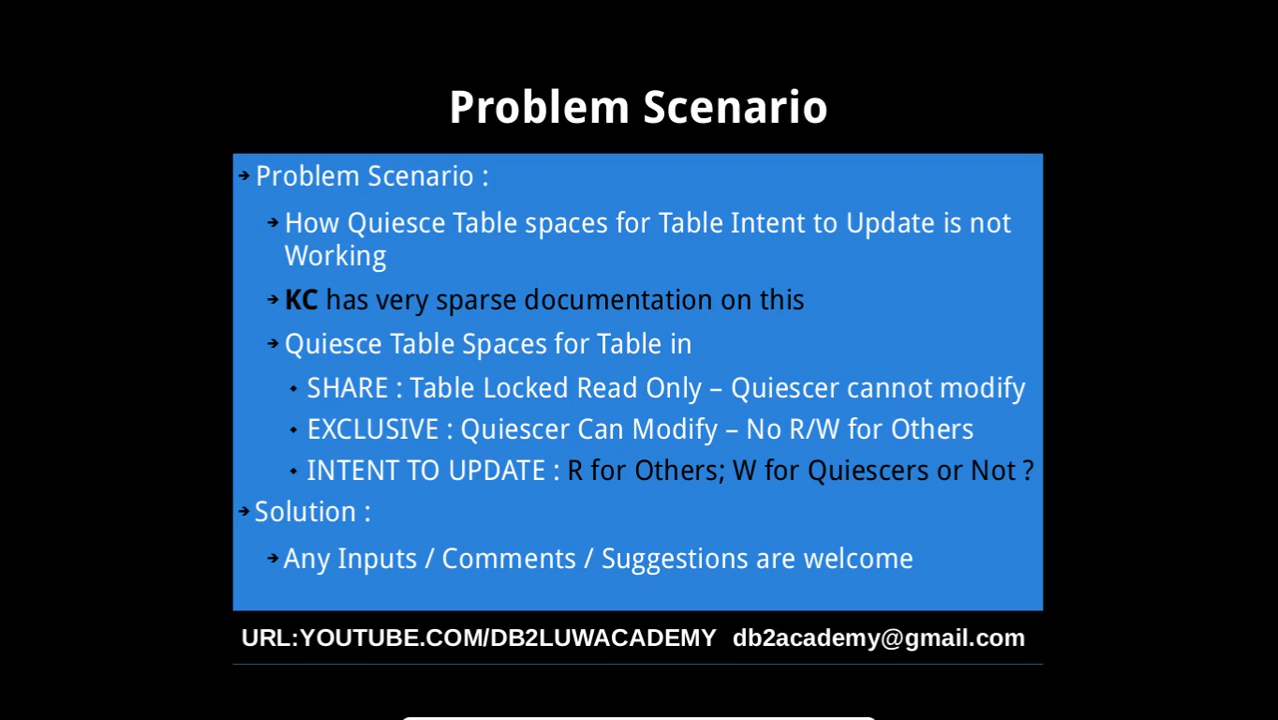 Problem Scenario
Problem Scenario :
How Quiesce Table spaces for Table Intent to Update is not
Working
KC has very sparse documentation on this
Quiesce Table Spaces for Table in
SHARE : Table Locked Read Only – Quiescer cannot modify
EXCLUSIVE : Quiescer Can Modify – No R/W for Others
INTENT TO UPDATE : R for Others; W for Quiescers or Not ?
Solution :
Any Inputs / Comments / Suggestions are welcome
URL:YOUTUBE.COM/DB2LUWACADEMY db2academy@gmail.com